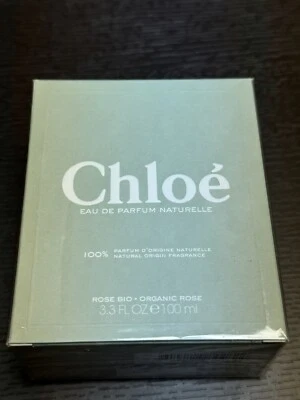 Chloé
EAU DE PARFUM NATURELLE
100% PARFUM D'ORIGINE NATURELLE
NATURAL ORIGIN FRAGRANCE
ROSE BIO • ORGANIC ROSE
3.3 FL OZ ℮ 100 ml